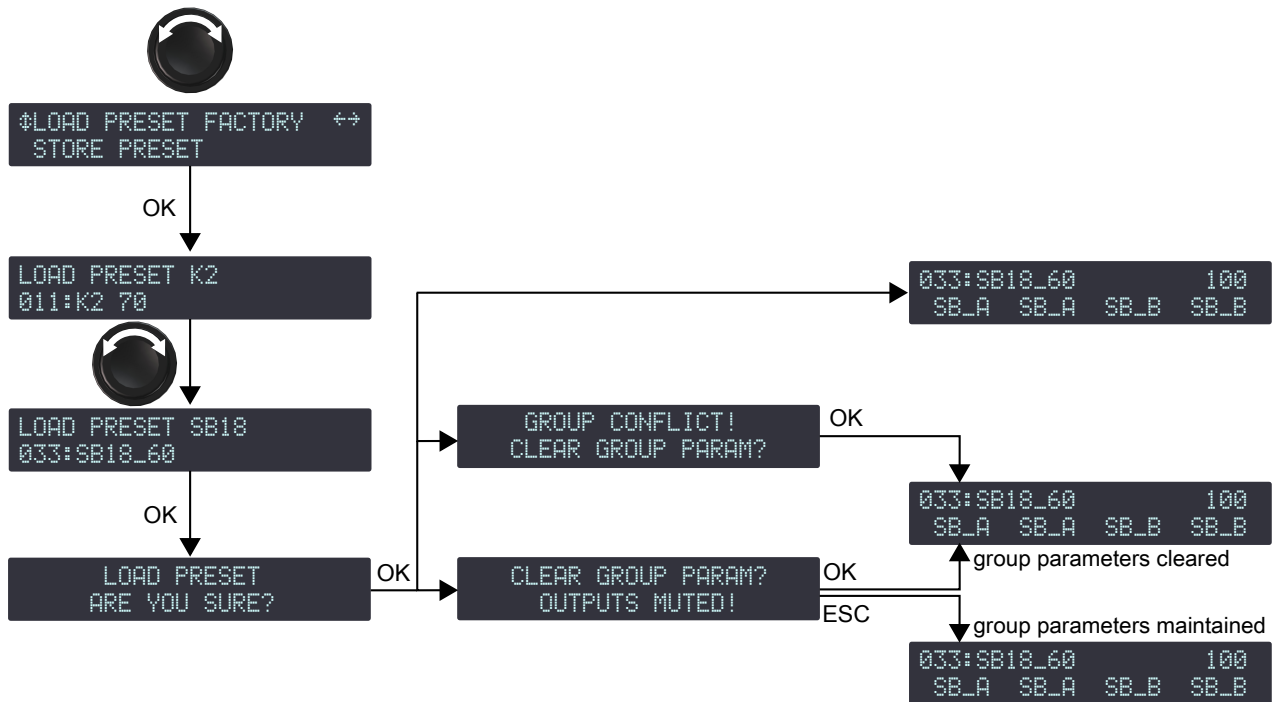 LOAD PRESET FACTORY
STORE PRESET
OK
LOAD PRESET K2
011:K2 70
LOAD PRESET SB18
033:SB18_60
OK
LOAD PRESET
ARE YOU SURE?
OK
033:SB18_60 100
SB_A SB_A SB_B SB_B
GROUP CONFLICT!
CLEAR GROUP PARAM?
OK
033:SB18_60 100
SB_A SB_A SB_B SB_B
group parameters cleared
CLEAR GROUP PARAM?
OUTPUTS MUTED!
OK
ESC
group parameters maintained
033:SB18_60 100
SB_A SB_A SB_B SB_B